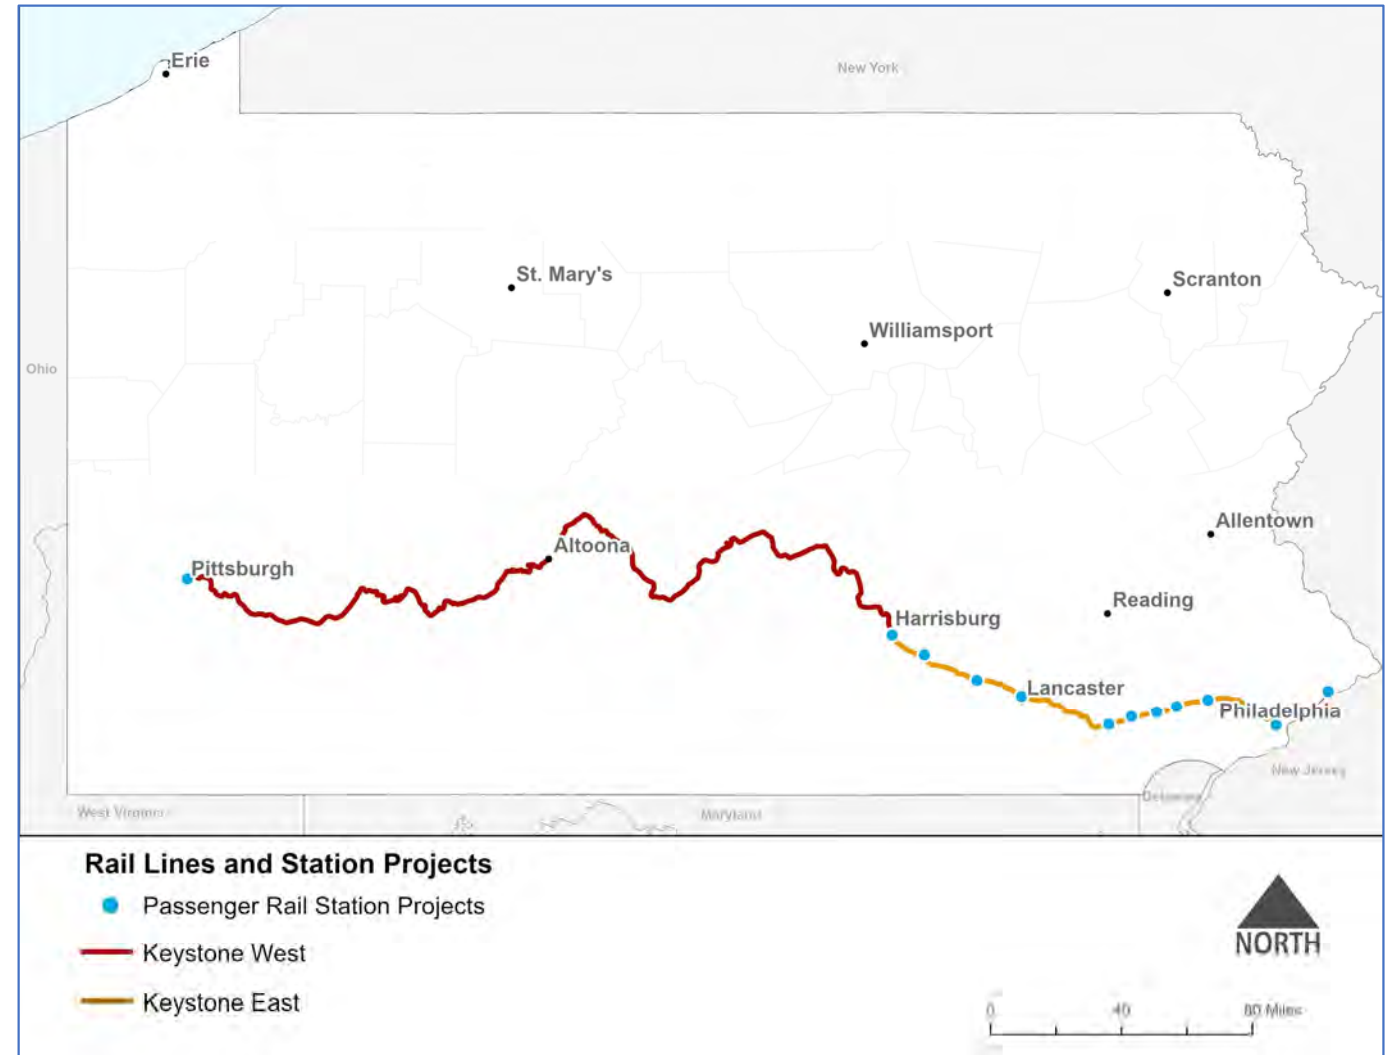 Erie
New York
St. Mary's
Scranton
Williamsport
Ohio
Allentown
Altoona
Pittsburgh
Reading
Harrisburg
Lancaster
Philadelphia
New Jersey
Delaware
West Virginia
Maryland
Rail Lines and Station Projects
Passenger Rail Station Projects
Keystone West
Keystone East
NORTH
0 40 80 Miles